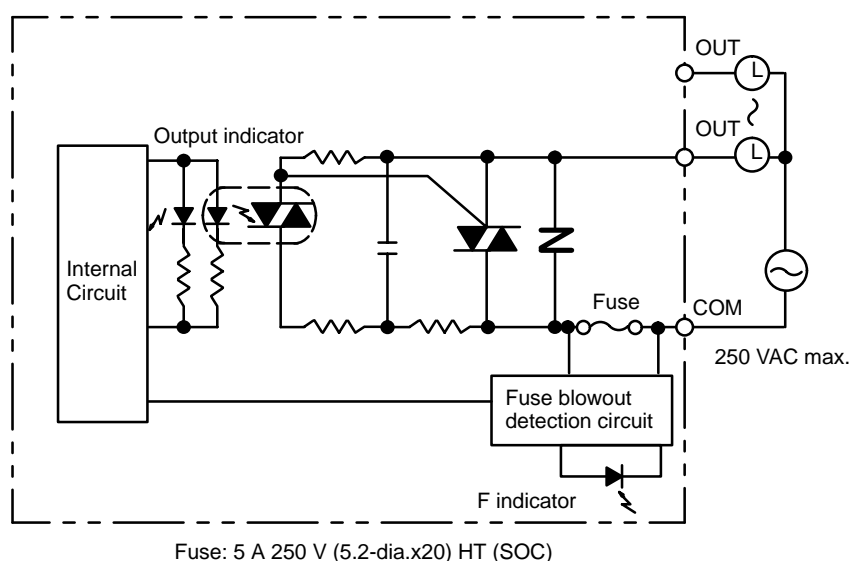 OUT
L
OUT
L
Output indicator
Internal
Circuit
Fuse
COM
250 VAC max.
Fuse blowout
detection circuit
F indicator
Fuse: 5 A 250 V (5.2-dia.x20) HT (SOC)